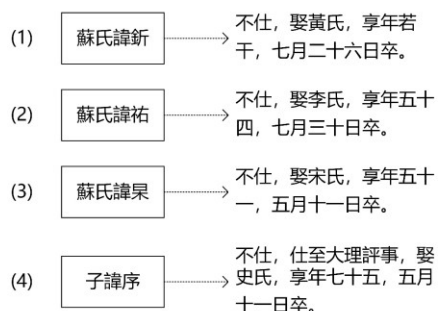 (1) 蘇氏諱釿 不仕，娶黃氏，享年若
干，七月二十六日卒。
(2) 蘇氏諱祐 不仕，娶李氏，享年五十
四，七月三十日卒。
(3) 蘇氏諱杲 不仕，娶宋氏，享年五十
一，五月十一日卒。
(4) 子諱序 不仕，仕至大理評事，娶
史氏，享年七十五，五月
十一日卒。